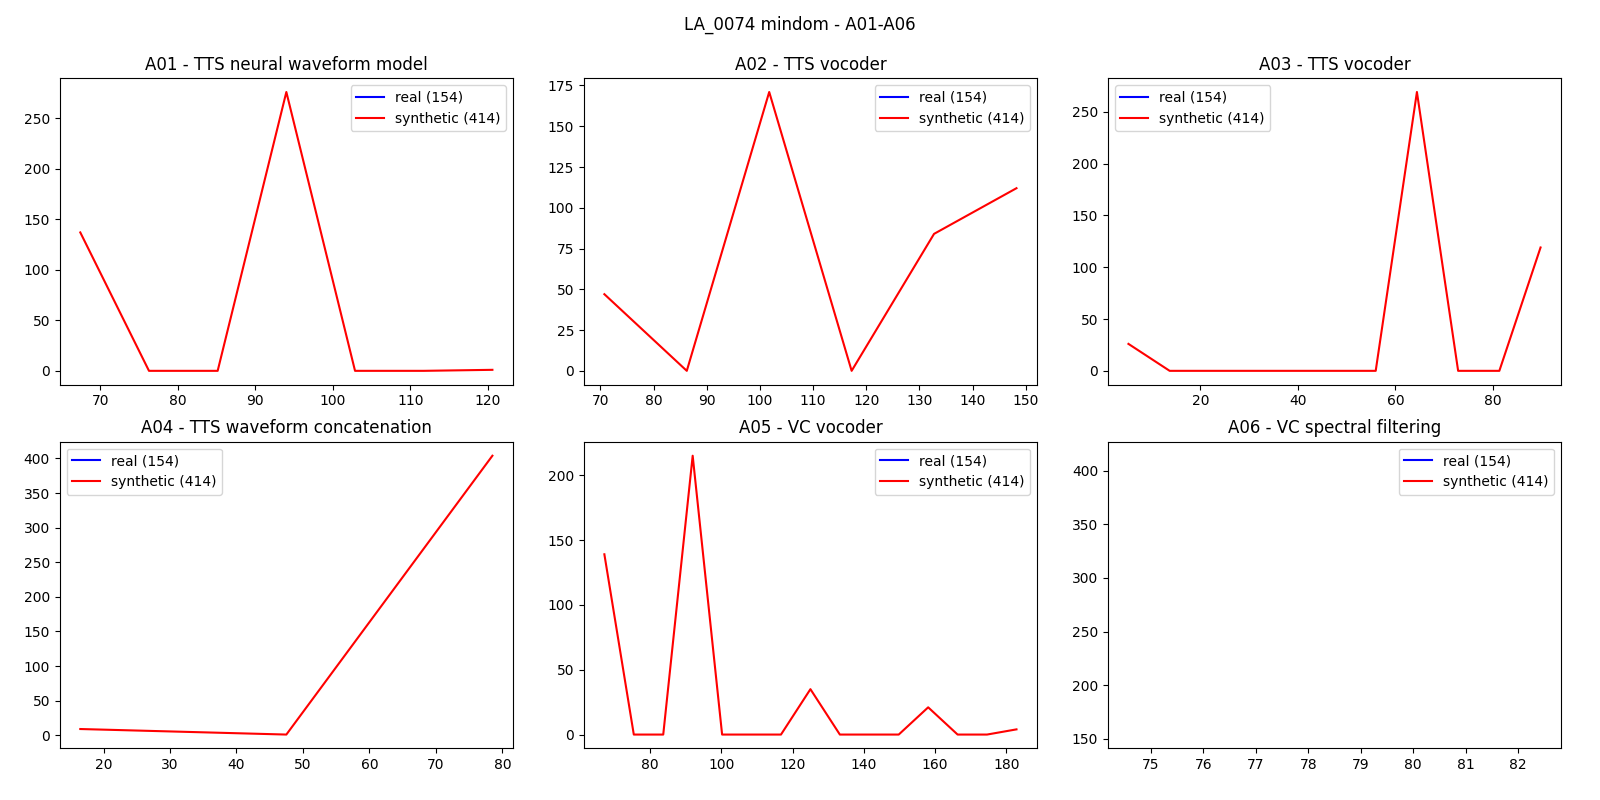 LA_0074 mindom - A01-A06
A01 - TTS neural waveform model
real (154)
synthetic (414)
250
200
150
100
50
0
70 80 90 100 110 120
A02 - TTS vocoder
real (154)
synthetic (414)
175
150
125
100
75
50
25
0
70 80 90 100 110 120 130 140 150
A03 - TTS vocoder
real (154)
synthetic (414)
250
200
150
100
50
0
20 40 60 80
A04 - TTS waveform concatenation
real (154)
synthetic (414)
400
350
300
250
200
150
100
50
0
20 30 40 50 60 70 80
A05 - VC vocoder
real (154)
synthetic (414)
200
150
100
50
0
80 100 120 140 160 180
A06 - VC spectral filtering
real (154)
synthetic (414)
400
350
300
250
200
150
75 76 77 78 79 80 81 82